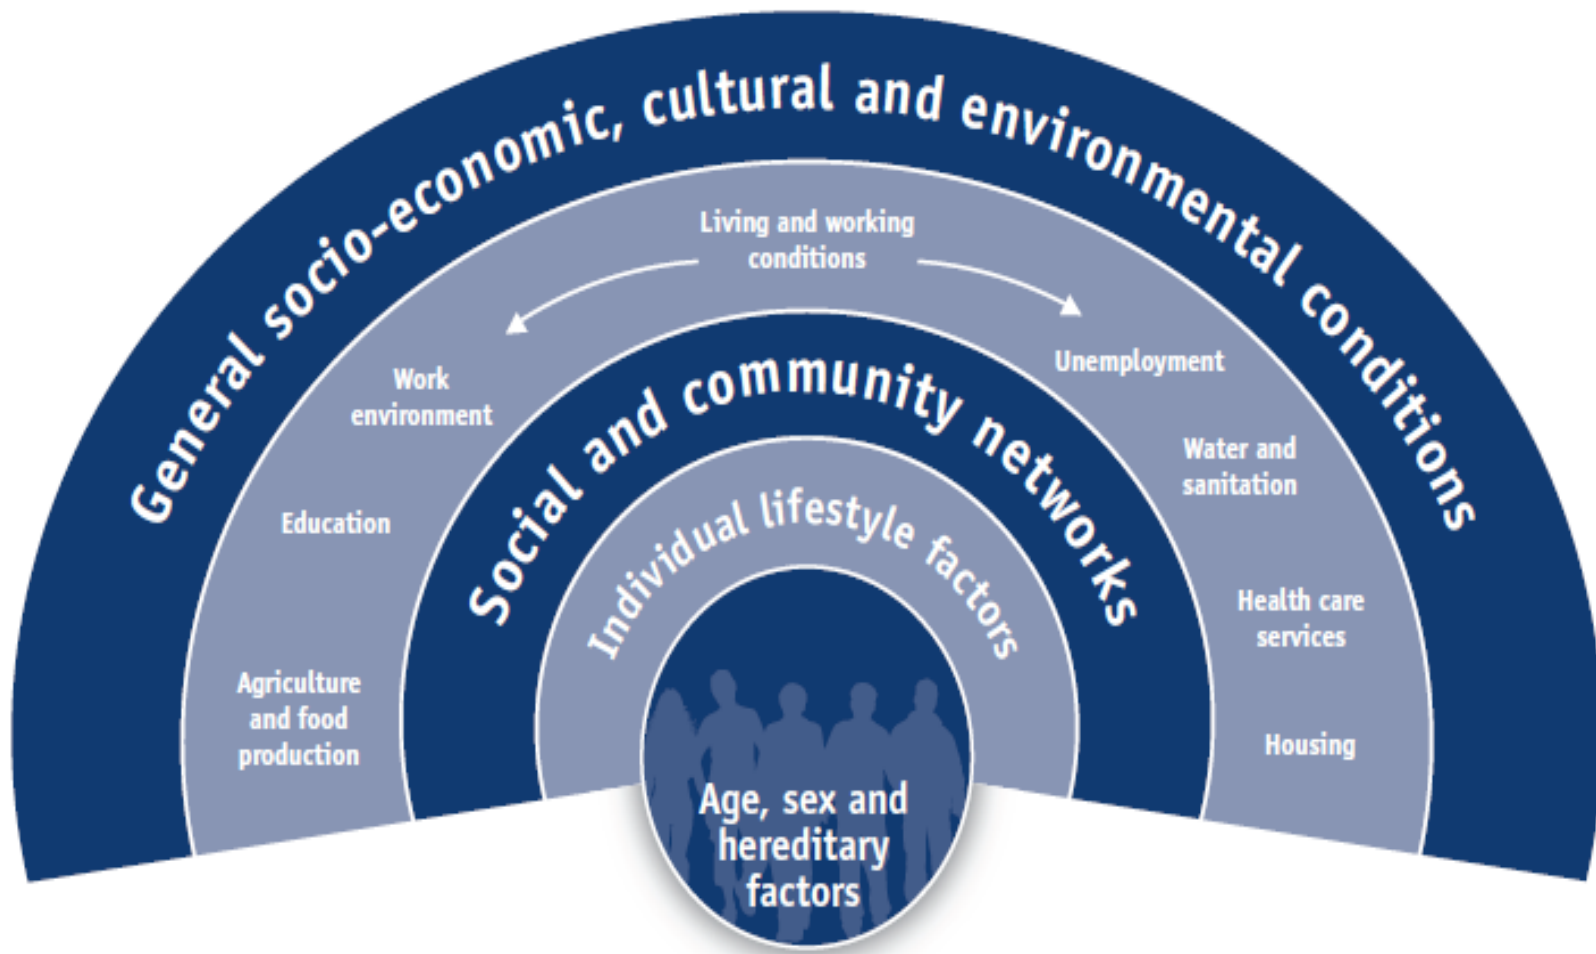 General socio-economic, cultural and environmental conditions
Living and working
conditions
Work
environment
Education
Agriculture
and food
production
Unemployment
Water and
sanitation
Health care
services
Housing
Social and community networks
Individual lifestyle factors
Age, sex and
hereditary
factors